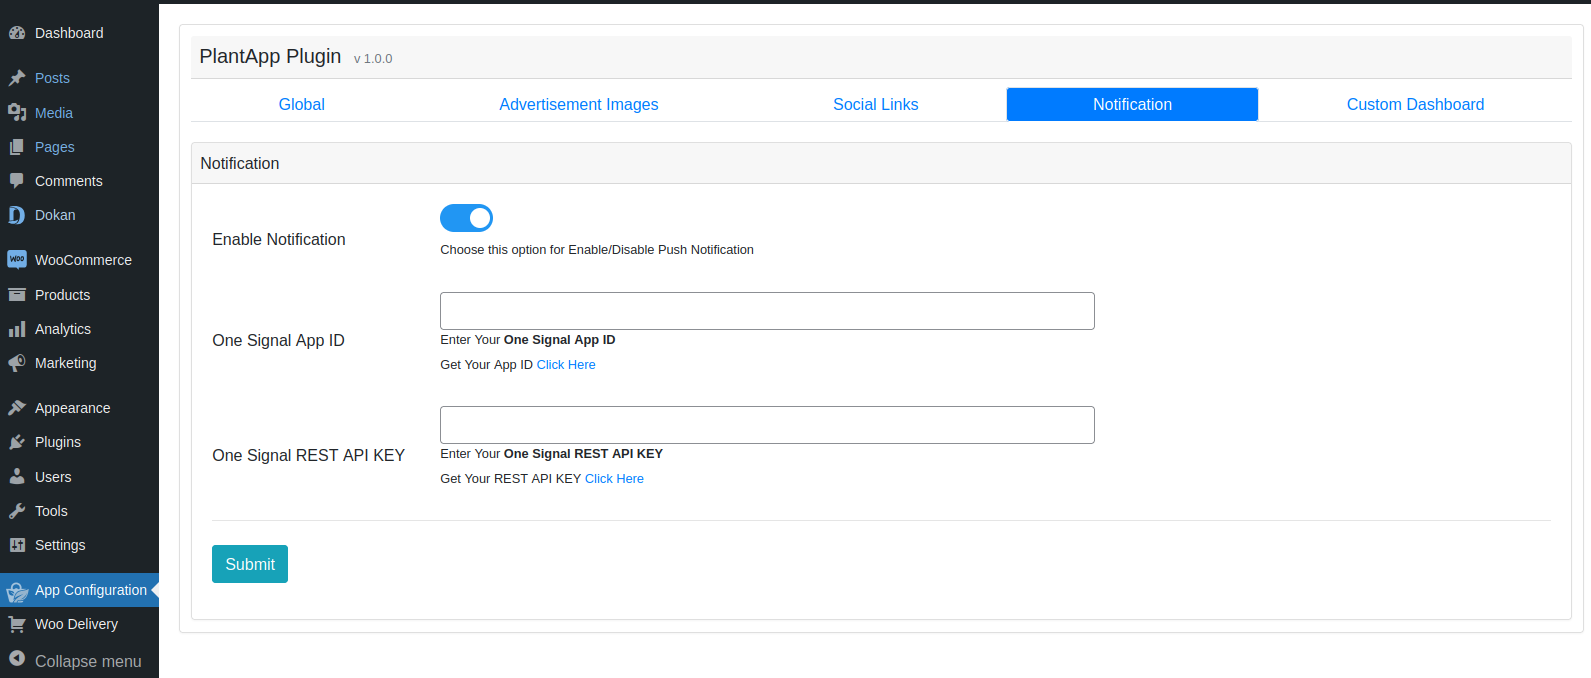 Dashboard
Posts
Media
Pages
Comments
Dokan
WOO WooCommerce
Products
Analytics
Marketing
Appearance
Plugins
Users
Tools
Settings
App Configuration
Woo Delivery
Collapse menu
PlantApp Plugin v 1.0.0
Global Advertisement Images Social Links Notification Custom Dashboard
Notification
Enable Notification
Choose this option for Enable/Disable Push Notification
One Signal App ID
Enter Your One Signal App ID
Get Your App ID Click Here
One Signal REST API KEY
Enter Your One Signal REST API KEY
Get Your REST API KEY Click Here
Submit